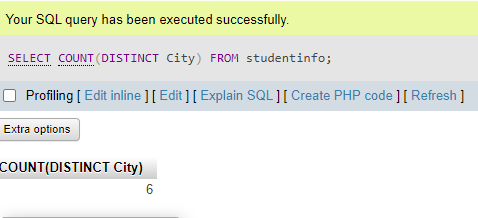 Your SQL query has been executed successfully.
SELECT COUNT(DISTINCT City) FROM studentinfo;
Profiling [ Edit inline ] [ Edit ] [ Explain SQL ] [ Create PHP code ] [ Refresh ]
Extra options
COUNT(DISTINCT City)
6